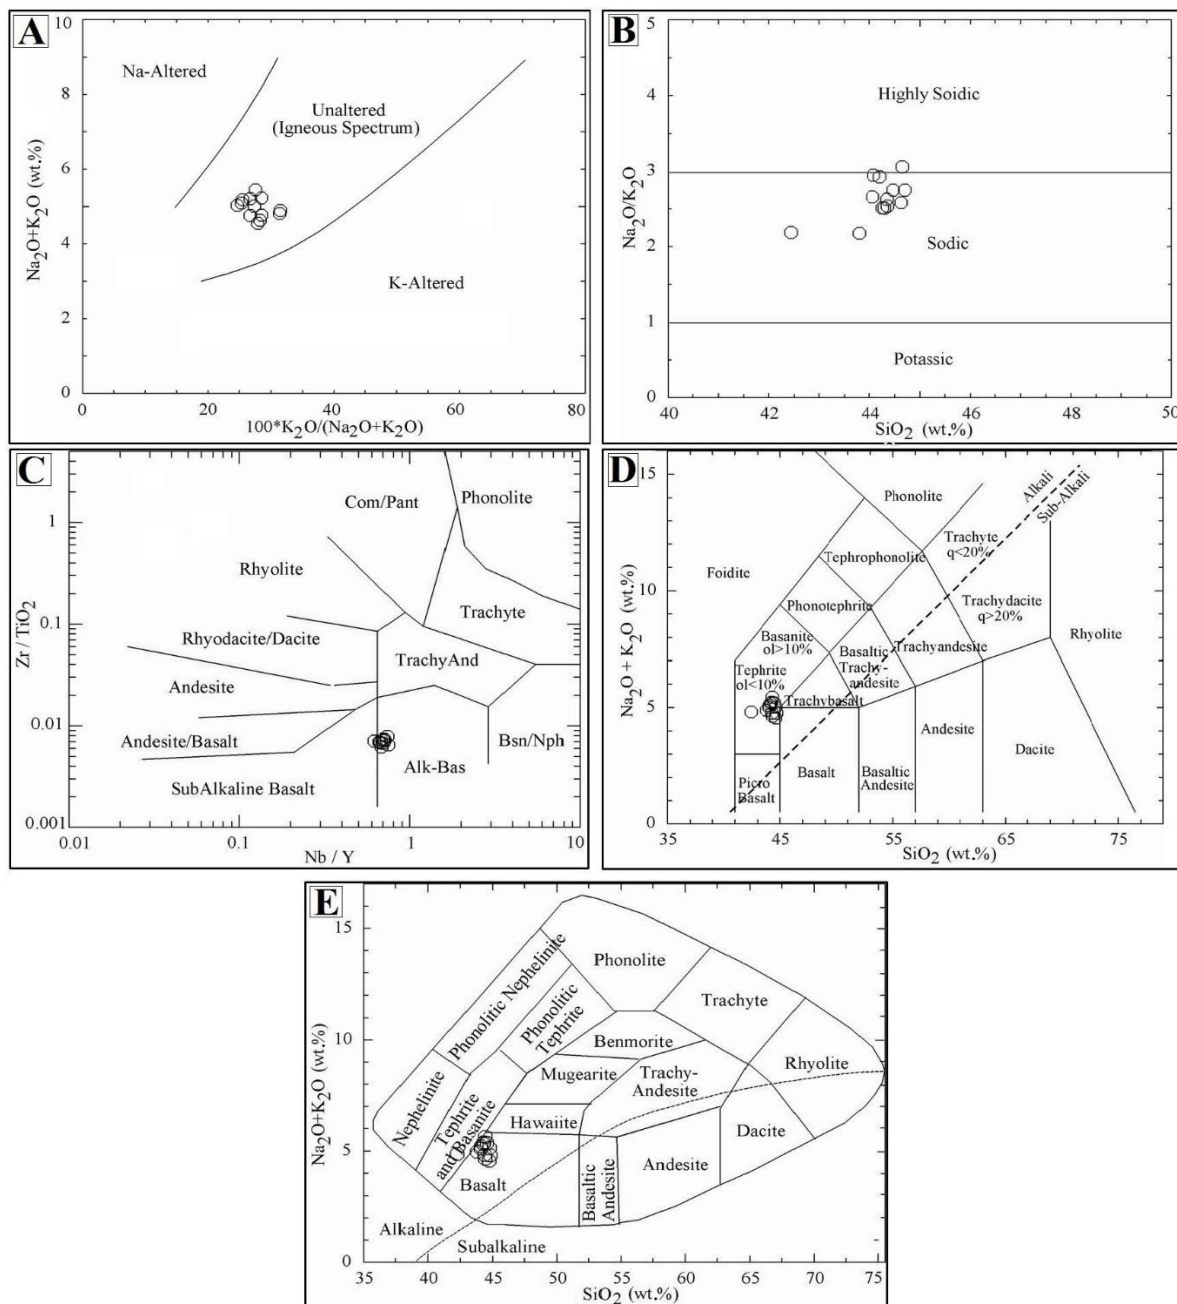 A
10
8
6
4
2
0
Na₂O+K₂O (wt.%)
Na-Altered
Unaltered
(Igneous Spectrum)
K-Altered
0
20
40
60
80
100*K₂O/(Na₂O+K₂O)
B
5
4
3
2
1
0
Na₂O/K₂O
Highly Soidic
Sodic
Potassic
40
42
44
46
48
50
SiO₂ (wt.%)
C
1
0.1
0.01
0.001
Zr / TiO₂
Com/Pant
Phonolite
Rhyolite
Trachyte
Rhyodacite/Dacite
TrachyAnd
Andesite
Andesite/Basalt
Bsn/Nph
Alk-Bas
SubAlkaline Basalt
0.01
0.1
1
10
Nb / Y
D
15
10
5
0
Na₂O + K₂O (wt.%)
Phonolite
Alkali
Sub-Alkali
Trachyte
q<20%
Tephrophonolite
Foidite
Phonotephrite
Trachydacite
q>20%
Basanite
ol>10%
Rhyolite
Basaltic
Trachy-
andesite
Trachyandesite
Tephrite
ol<10%
Trachybasalt
Andesite
Dacite
Basalt
Basaltic
Andesite
Picro
Basalt
35
45
55
65
75
SiO₂ (wt.%)
E
15
10
5
0
Na₂O+K₂O (wt.%)
Phonolitic Nephelinite
Phonolite
Phonolitic
Tephrite
Trachyte
Benmorite
Rhyolite
Mugearite
Trachy-
Andesite
Nephelinite
Tephrite
and Basanite
Hawaiite
Dacite
Basalt
Basaltic
Andesite
Andesite
Alkaline
Subalkaline
35
40
45
50
55
60
65
70
75
SiO₂ (wt.%)